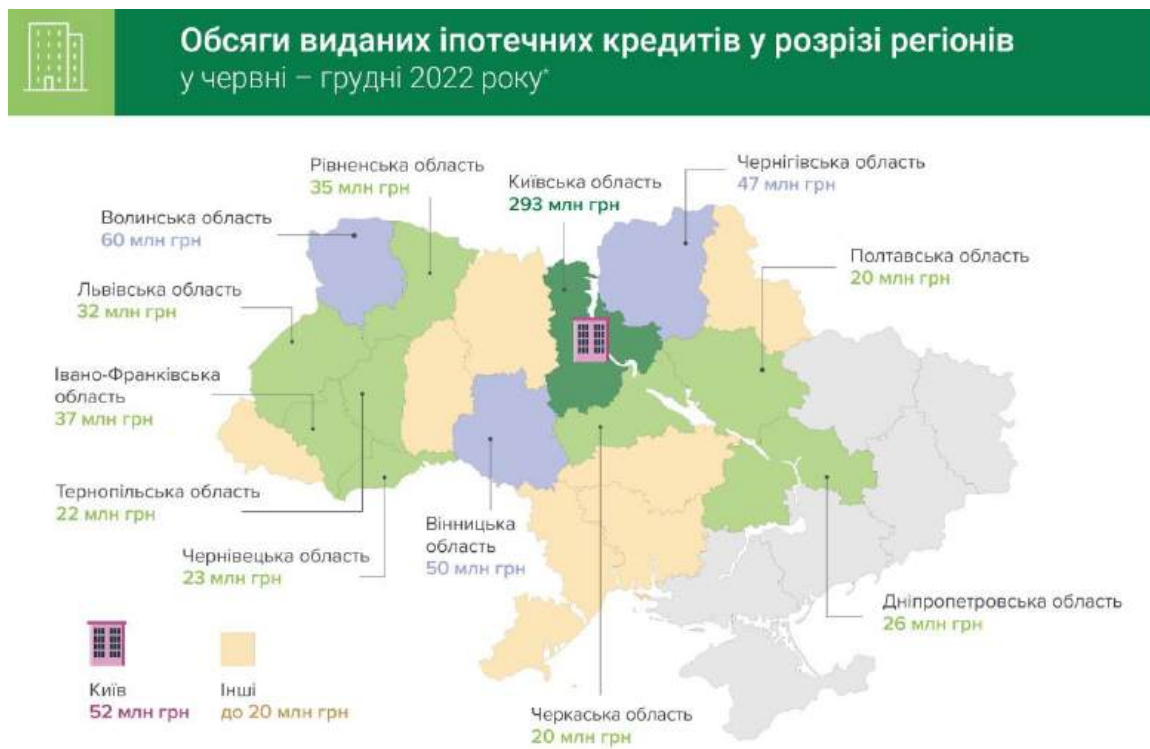 Обсяги виданих іпотечних кредитів у розрізі регіонів
у червні – грудні 2022 року*
Рівненська область
35 млн грн
Київська область
293 млн грн
Чернігівська область
47 млн грн
Волинська область
60 млн грн
Полтавська область
20 млн грн
Львівська область
32 млн грн
Івано-Франківська
область
37 млн грн
Тернопільська область
22 млн грн
Вінницька
область
50 млн грн
Чернівецька область
23 млн грн
Дніпропетровська область
26 млн грн
Київ
52 млн грн
Інші
до 20 млн грн
Черкаська область
20 млн грн